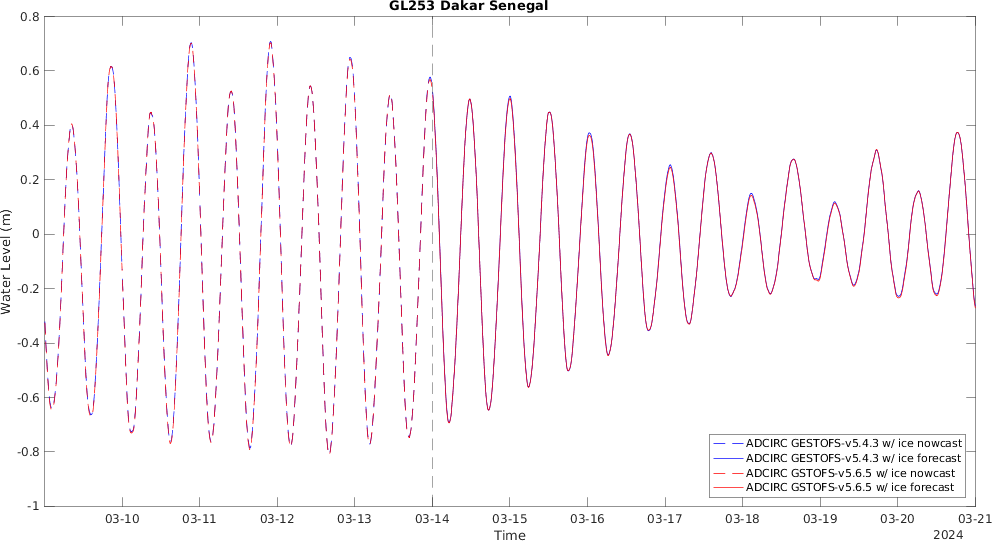 GL253 Dakar Senegal
0.8
0.6
0.4
0.2
0
-0.2
-0.4
-0.6
-0.8
-1
Water Level (m)
ADCIRC GESTOFS-v5.4.3 w/ ice nowcast
ADCIRC GESTOFS-v5.4.3 w/ ice forecast
ADCIRC GSTOFS-v5.6.5 w/ ice nowcast
ADCIRC GSTOFS-v5.6.5 w/ ice forecast
03-10 03-11 03-12 03-13 03-14 03-15 03-16 03-17 03-18 03-19 03-20 03-21
Time
2024